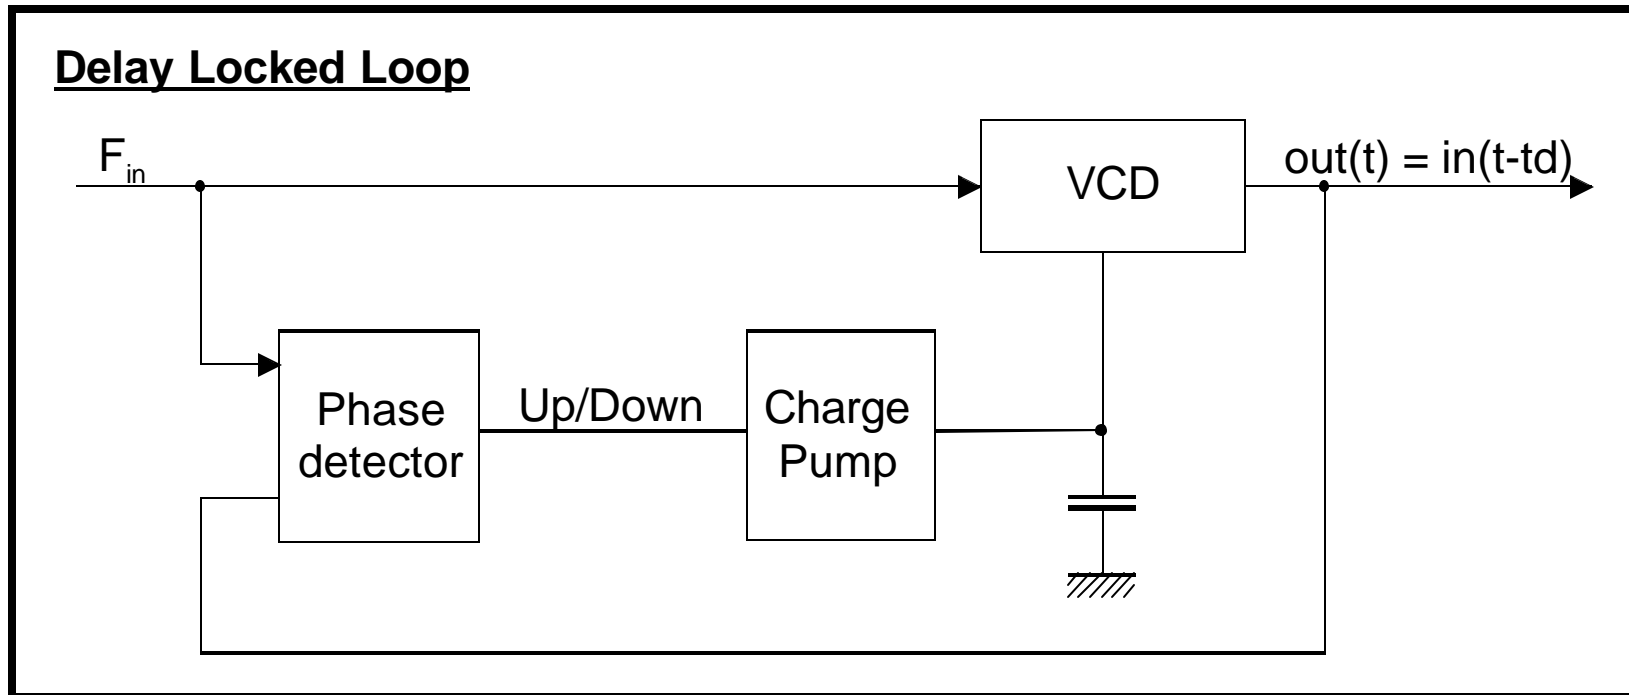 Delay Locked Loop
Fin
VCD
out(t) = in(t-td)
Phase
detector
Up/Down
Charge
Pump